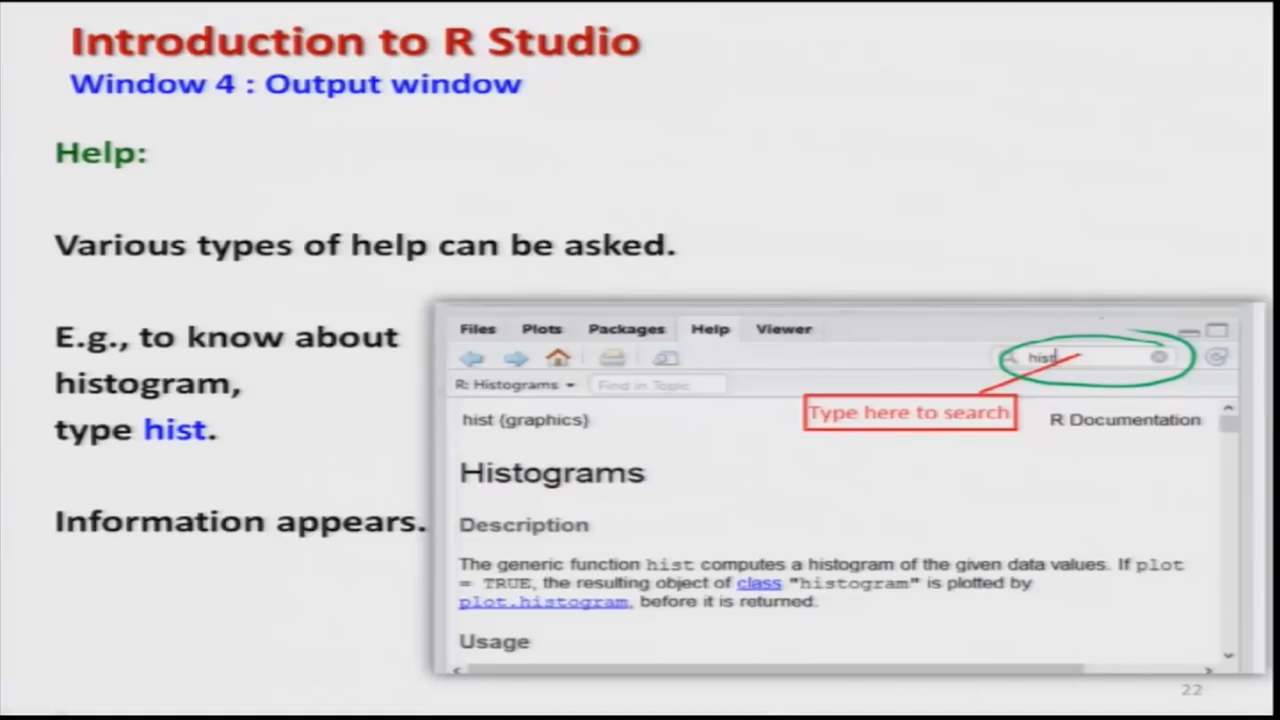 Introduction to R Studio
Window 4 : Output window
Help:
Various types of help can be asked.
E.g., to know about
histogram,
type hist.
Information appears.
Files Plots Packages Help Viewer
hist
R: Histograms Find in Topic
Type here to search
hist {graphics} R Documentation
Histograms
Description
The generic function hist computes a histogram of the given data values. If plot
= TRUE, the resulting object of class "histogram" is plotted by
plot.histogram, before it is returned.
Usage
22